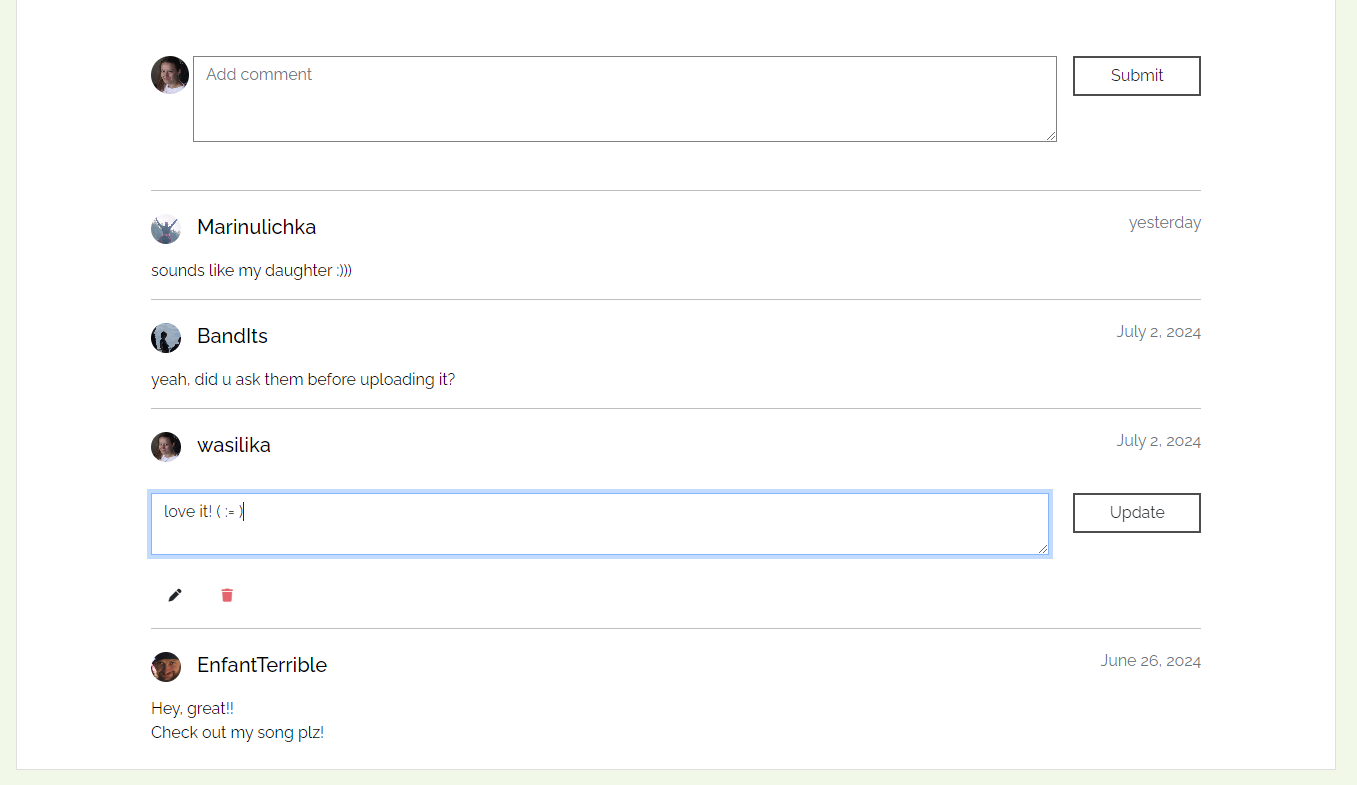 Add comment
Submit
Marinulichka
yesterday
sounds like my daughter :)))
BandIts
July 2, 2024
yeah, did u ask them before uploading it?
wasilika
July 2, 2024
love it! ( := )
Update
EnfantTerrible
June 26, 2024
Hey, great!!
Check out my song plz!